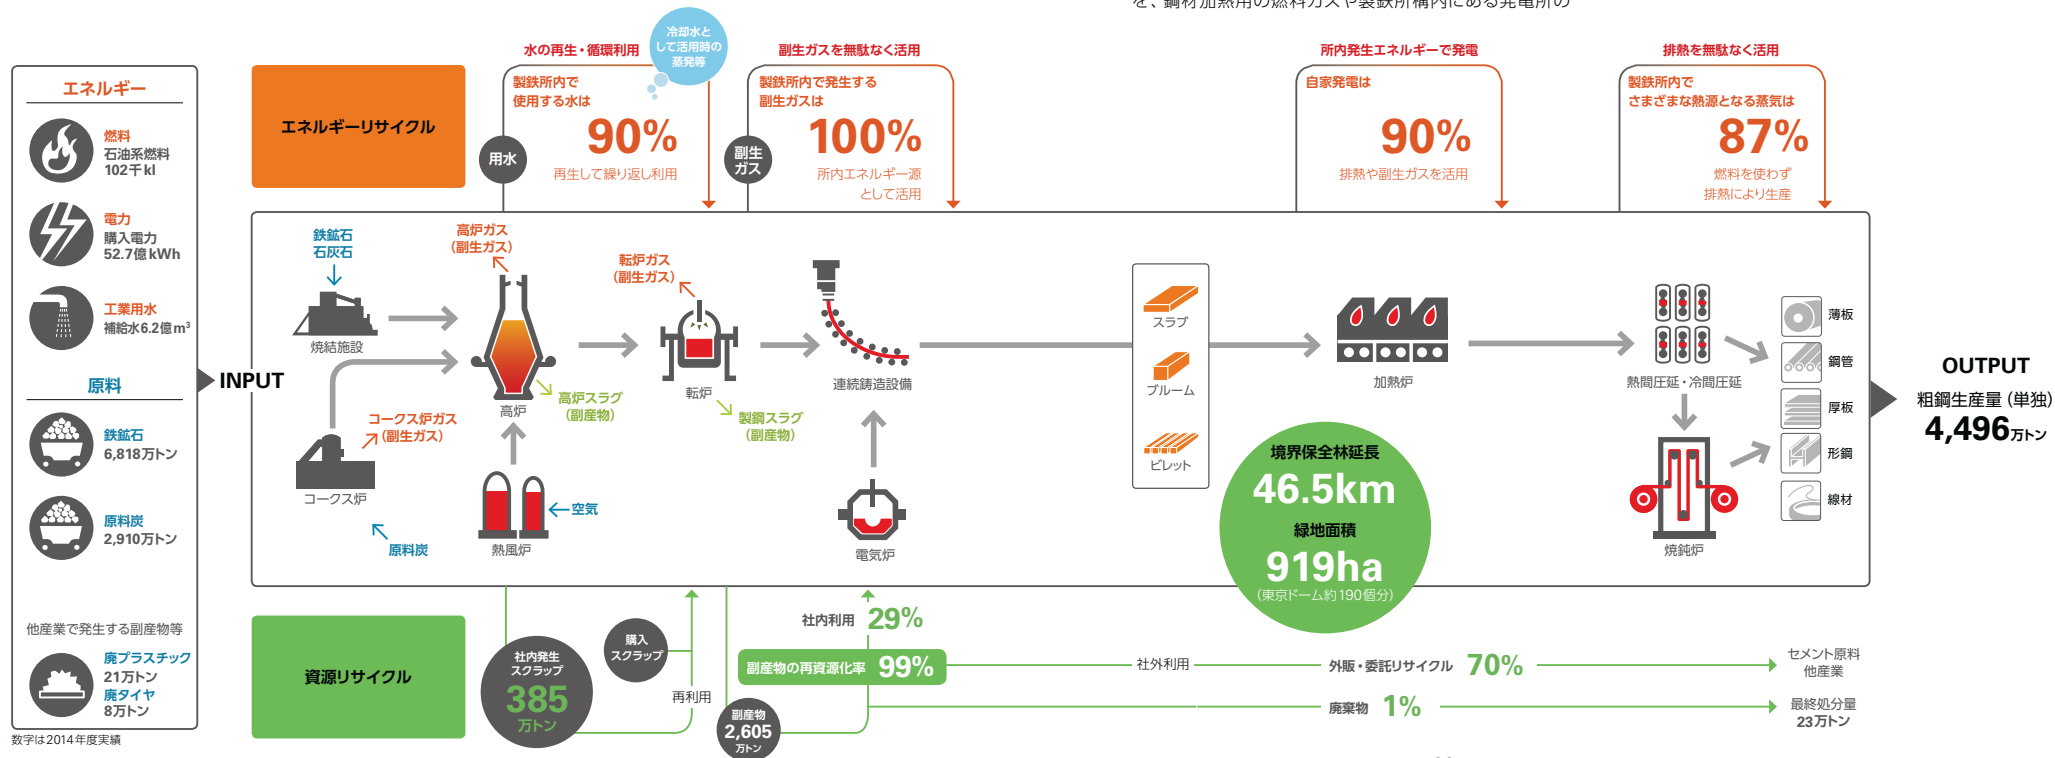 を、鋼材加熱用の燃料ガスや製鉄所構内にある発電所の
エネルギー
燃料
石油系燃料
102千kl
電力
購入電力
52.7億kWh
工業用水
補給水6.2億m³
原料
鉄鉱石
6,818万トン
原料炭
2,910万トン
他産業で発生する副産物等
廃プラスチック
21万トン
廃タイヤ
8万トン
数字は2014年度実績
INPUT
エネルギーリサイクル
水の再生・循環利用
製鉄所内で
使用する水は
90%
再生して繰り返し利用
用水
冷却水と
して活用時の
蒸発等
副生ガスを無駄なく活用
製鉄所内で発生する
副生ガスは
100%
所内エネルギー源
として活用
副生
ガス
所内発生エネルギーで発電
自家発電は
90%
排熱や副生ガスを活用
排熱を無駄なく活用
製鉄所内で
さまざまな熱源となる蒸気は
87%
燃料を使わず
排熱により生産
鉄鉱石
石灰石
焼結施設
コークス炉ガス
(副生ガス)
コークス炉
原料炭
高炉ガス
(副生ガス)
高炉
高炉スラグ
(副産物)
熱風炉
空気
転炉ガス
(副生ガス)
転炉
製鋼スラグ
(副産物)
連続鋳造設備
電気炉
スラブ
ブルーム
ビレット
加熱炉
熱間圧延・冷間圧延
焼鈍炉
薄板
鋼管
厚板
形鋼
線材
境界保全林延長
46.5km
緑地面積
919ha
(東京ドーム約190個分)
OUTPUT
粗鋼生産量(単独)
4,496万トン
資源リサイクル
社内発生
スクラップ
385
万トン
購入
スクラップ
再利用
副産物
2,605
万トン
社内利用 29%
副産物の再資源化率 99%
社外利用
外販・委託リサイクル 70%
セメント原料
他産業
廃棄物 1%
最終処分量
23万トン